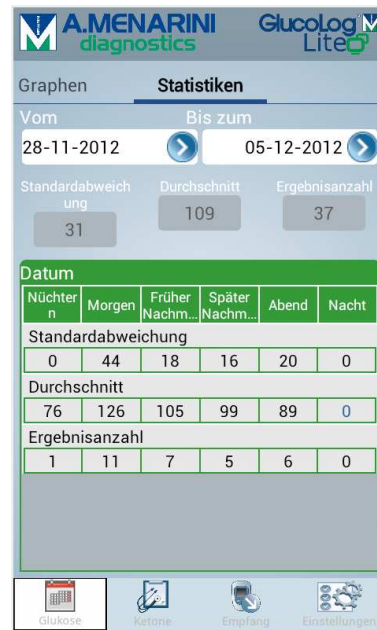 A.MENARINI
diagnostics
GlucoLog
Lite
Graphen Statistiken
Vom Bis zum
28-11-2012 05-12-2012
Standardabweich
ung
Durchschnitt Ergebnisanzahl
31 109 37
Datum
Nüchter
n
Morgen
Früher
Nachm...
Später
Nachm...
Abend Nacht
Standardabweichung
0 44 18 16 20 0
Durchschnitt
76 126 105 99 89 0
Ergebnisanzahl
1 11 7 5 6 0
Glukose Ketone Empfang Einstellungen